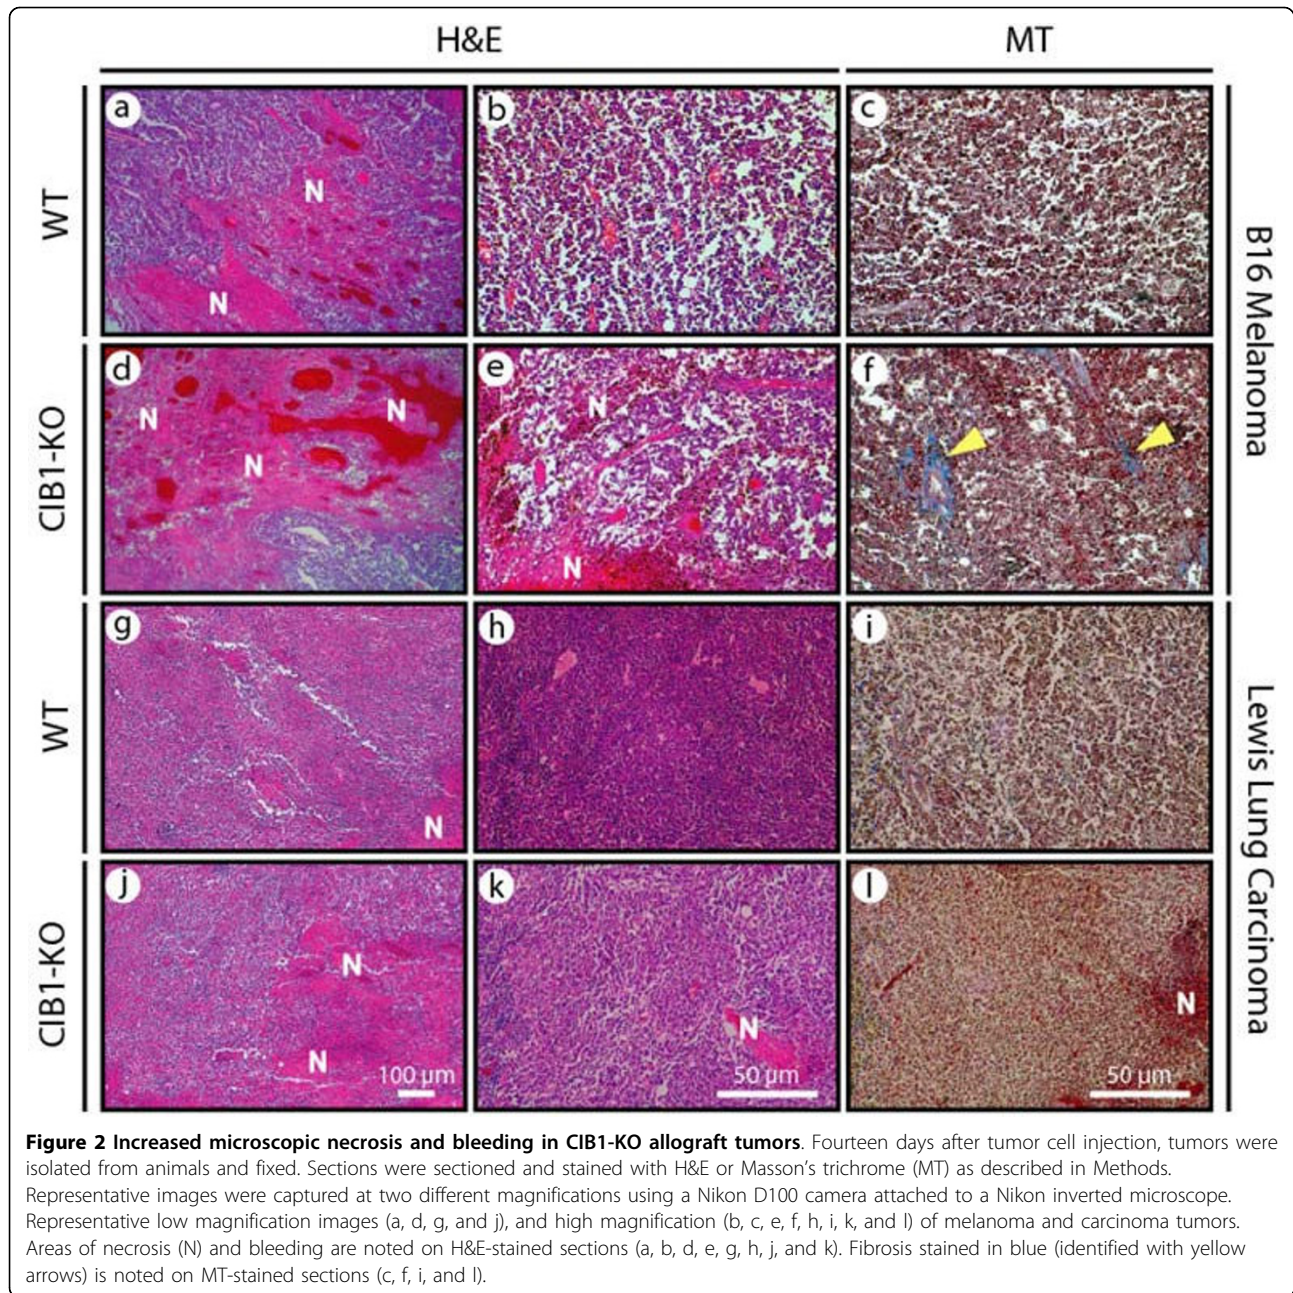 H&E MT
a b c
N
N
WT
d e f
N N N
N
N
CIB1-KO
B16 Melanoma
g h i
N
WT
j k l
N
N
N
N
CIB1-KO
100 µm 50 µm 50 µm
Lewis Lung Carcinoma
Figure 2 Increased microscopic necrosis and bleeding in CIB1-KO allograft tumors. Fourteen days after tumor cell injection, tumors were
isolated from animals and fixed. Sections were sectioned and stained with H&E or Masson's trichrome (MT) as described in Methods.
Representative images were captured at two different magnifications using a Nikon D100 camera attached to a Nikon inverted microscope.
Representative low magnification images (a, d, g, and j), and high magnification (b, c, e, f, h, i, k, and l) of melanoma and carcinoma tumors.
Areas of necrosis (N) and bleeding are noted on H&E-stained sections (a, b, d, e, g, h, j, and k). Fibrosis stained in blue (identified with yellow
arrows) is noted on MT-stained sections (c, f, i, and l).